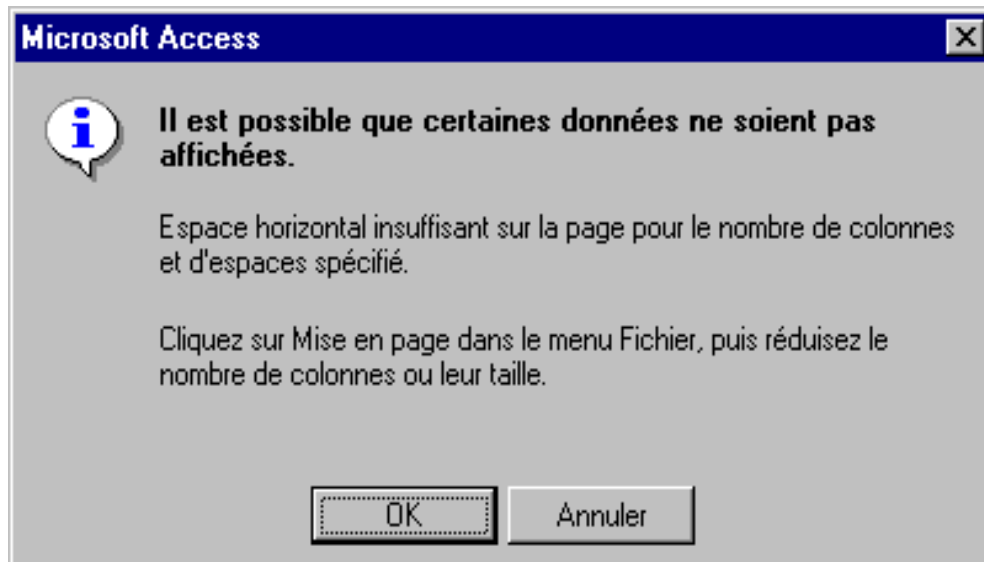 Microsoft Access
Il est possible que certaines données ne soient pas
affichées.
Espace horizontal insuffisant sur la page pour le nombre de colonnes
et d'espaces spécifié.
Cliquez sur Mise en page dans le menu Fichier, puis réduisez le
nombre de colonnes ou leur taille.
OK
Annuler